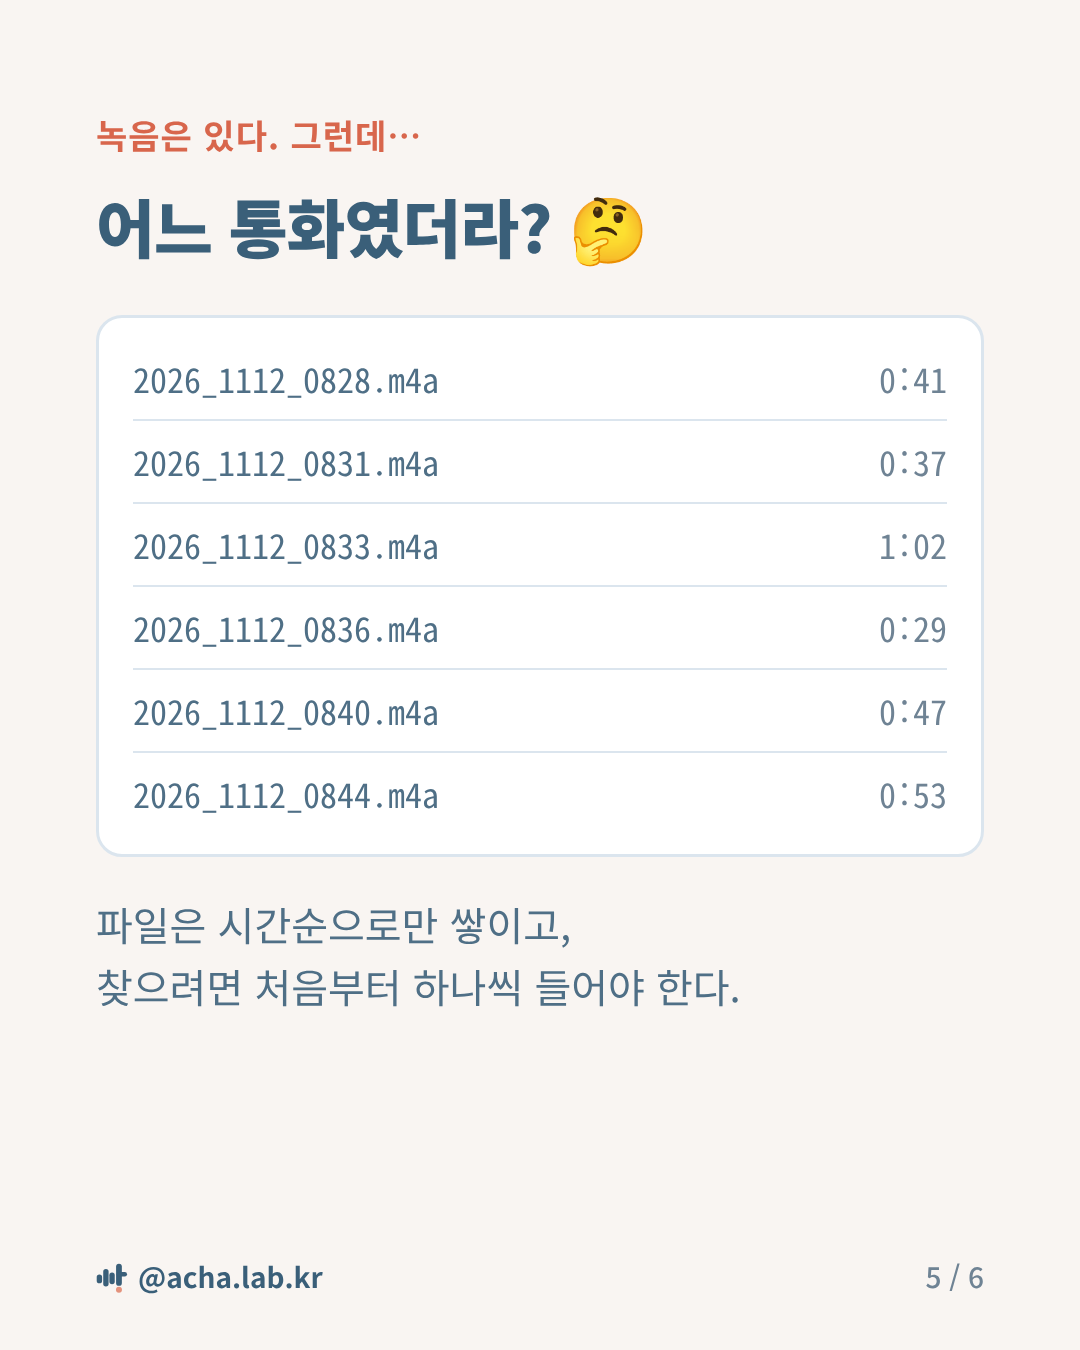 녹음은 있다. 그런데…
어느 통화였더라? 🤔
2026_1112_0828.m4a 0:41
2026_1112_0831.m4a 0:37
2026_1112_0833.m4a 1:02
2026_1112_0836.m4a 0:29
2026_1112_0840.m4a 0:47
2026_1112_0844.m4a 0:53
파일은 시간순으로만 쌓이고,
찾으려면 처음부터 하나씩 들어야 한다.
@acha.lab.kr 5 / 6